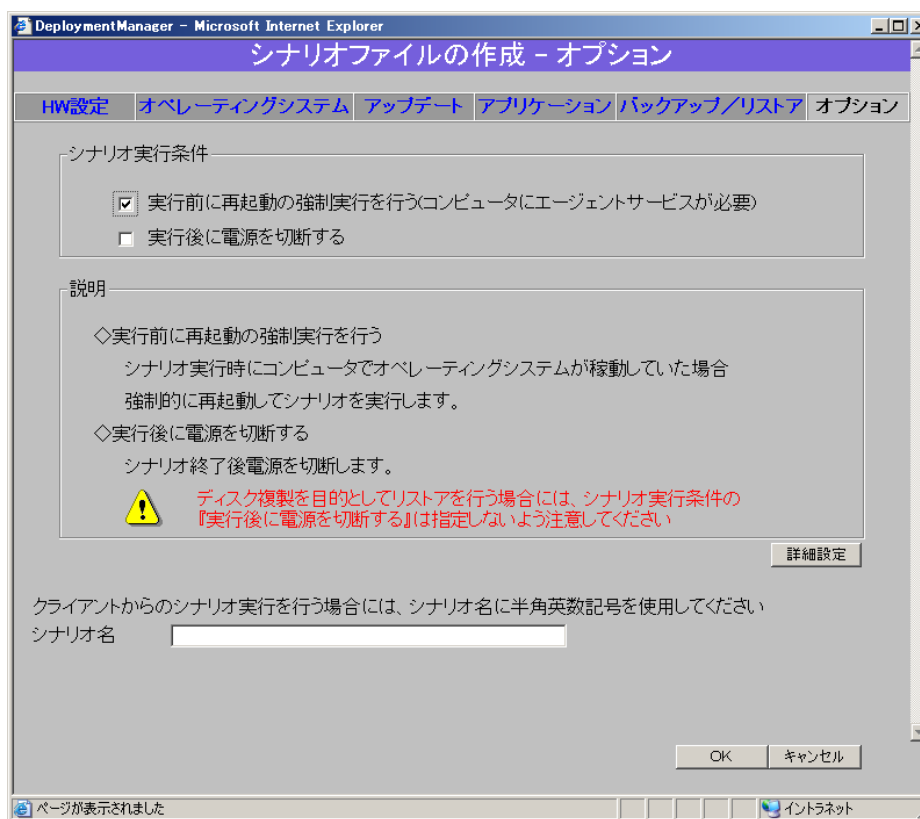 DeploymentManager - Microsoft Internet Explorer
シナリオファイルの作成 - オプション
HW設定 オペレーティングシステム アップデート アプリケーション バックアップ／リストア オプション
シナリオ実行条件
実行前に再起動の強制実行を行う(コンピュータにエージェントサービスが必要)
実行後に電源を切断する
説明
◇実行前に再起動の強制実行を行う
シナリオ実行時にコンピュータでオペレーティングシステムが稼動していた場合
強制的に再起動してシナリオを実行します。
◇実行後に電源を切断する
シナリオ終了後電源を切断します。
ディスク複製を目的としてリストアを行う場合には、シナリオ実行条件の
『実行後に電源を切断する』は指定しないよう注意してください
詳細設定
クライアントからのシナリオ実行を行う場合には、シナリオ名に半角英数記号を使用してください
シナリオ名
OK キャンセル
ページが表示されました イントラネット